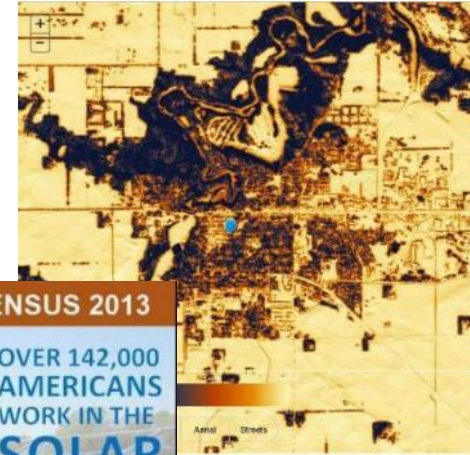 +
−
ENSUS 2013
OVER 142,000
AMERICANS
WORK IN THE
SOLAR
Aerial
Streets